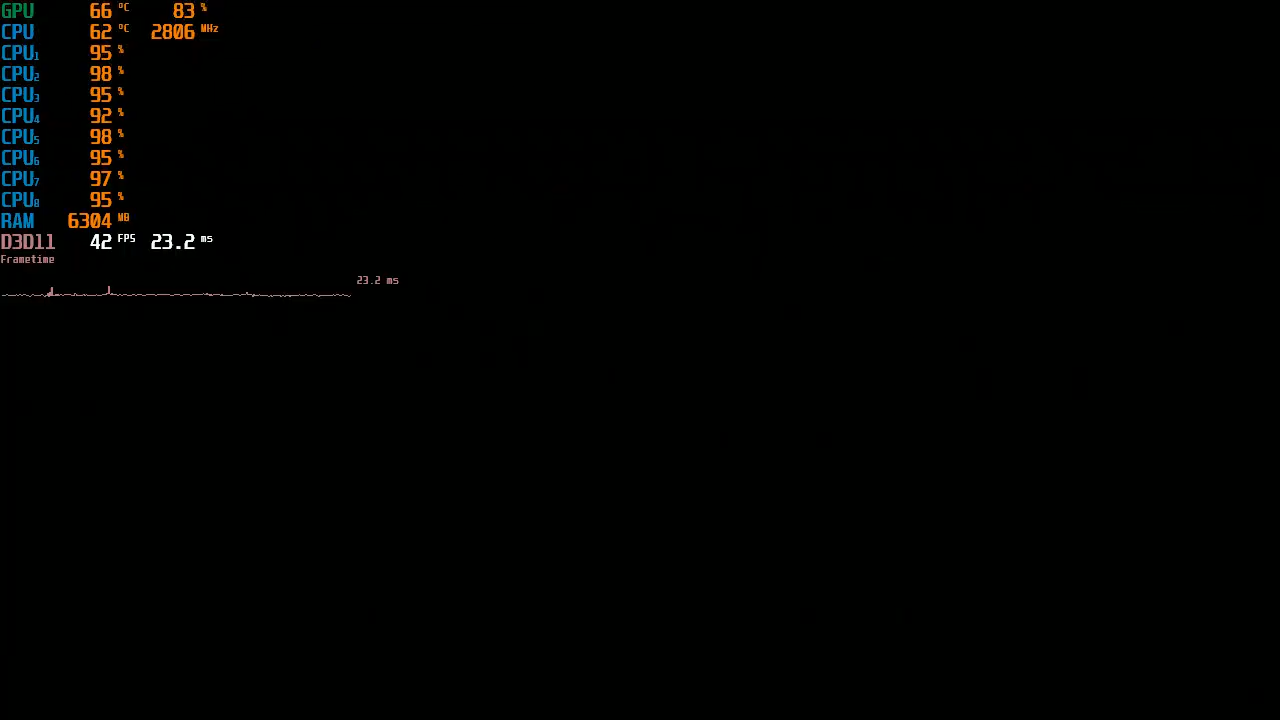 GPU 66 °C 83 %
CPU 62 °C 2806 MHz
CPU1 95 %
CPU2 98 %
CPU3 95 %
CPU4 92 %
CPU5 98 %
CPU6 95 %
CPU7 97 %
CPU8 95 %
RAM 6304 MB
D3D11 42 FPS 23.2 ms
Frametime
23.2 ms